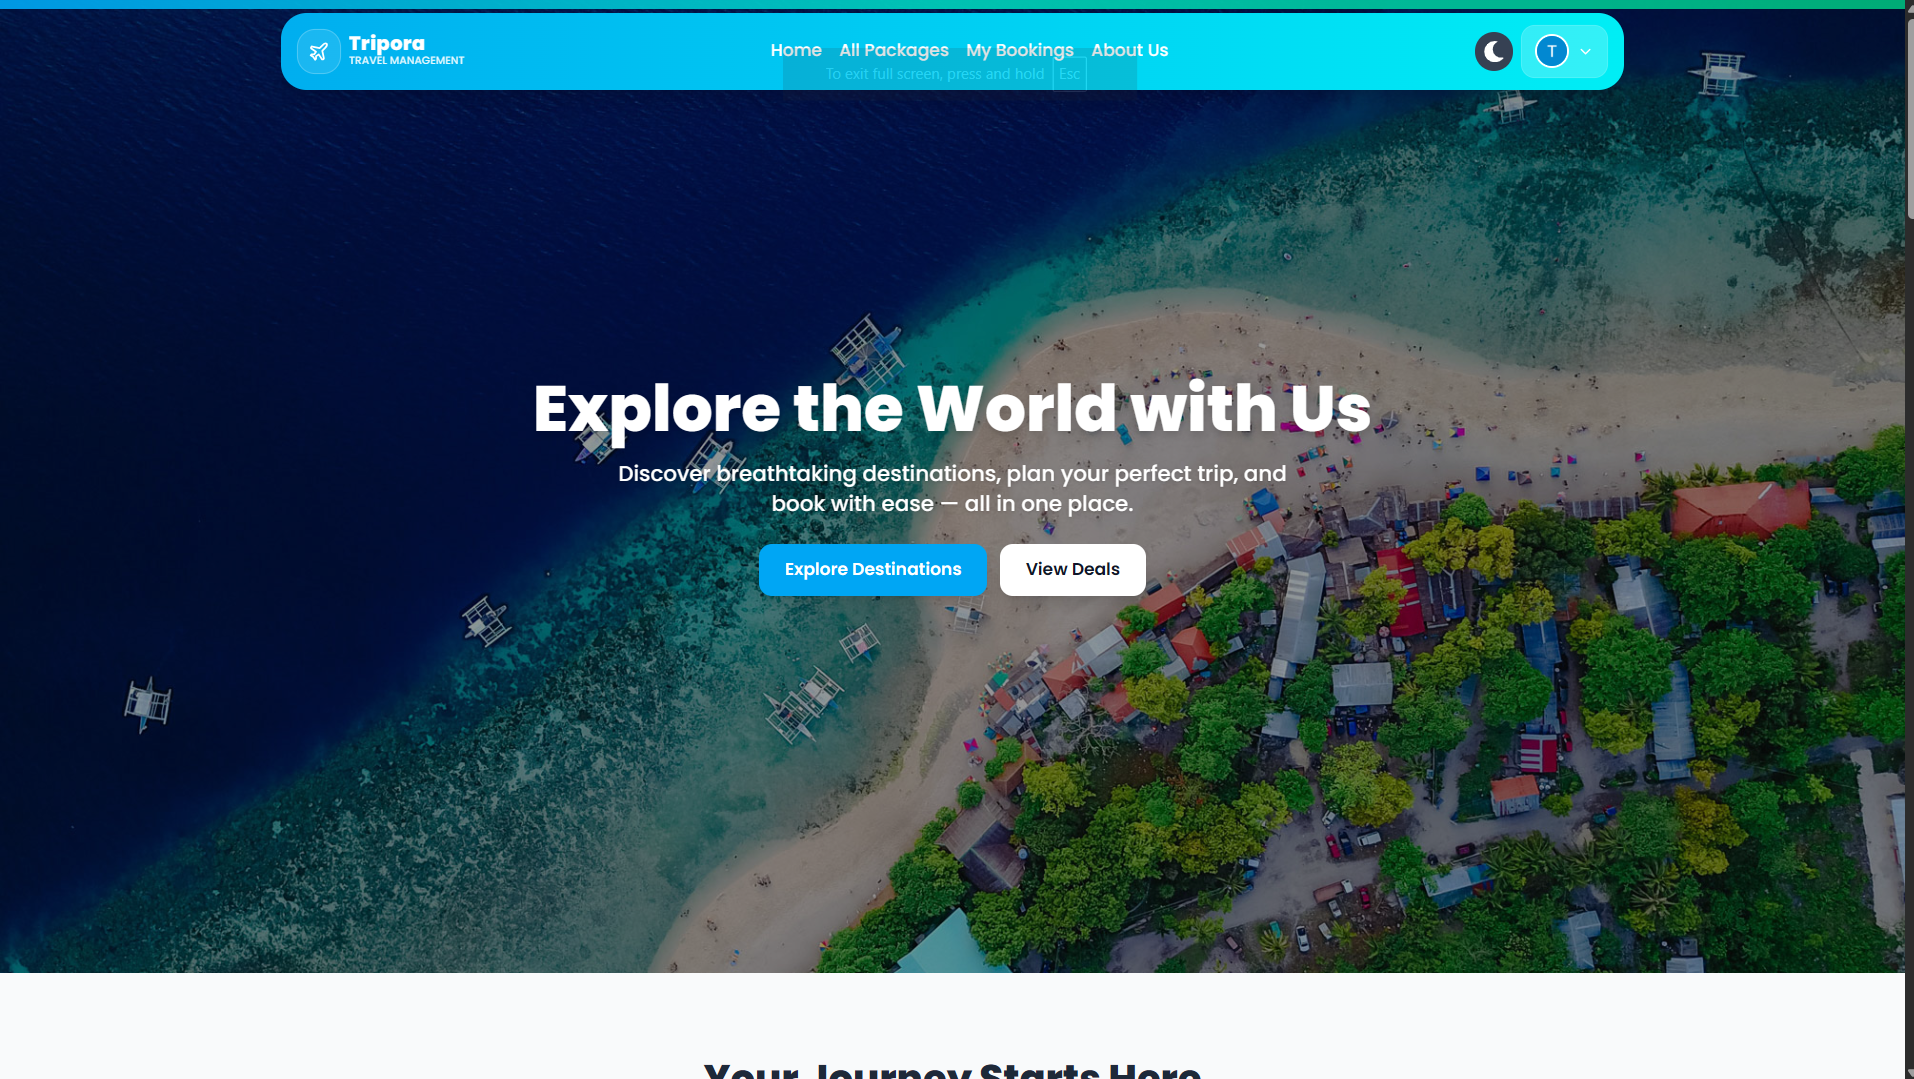 Tripora
TRAVEL MANAGEMENT
Home All Packages My Bookings About Us
To exit full screen, press and hold Esc
T
Explore the World with Us
Discover breathtaking destinations, plan your perfect trip, and
book with ease — all in one place.
Explore Destinations View Deals
Your Journey Starts Here